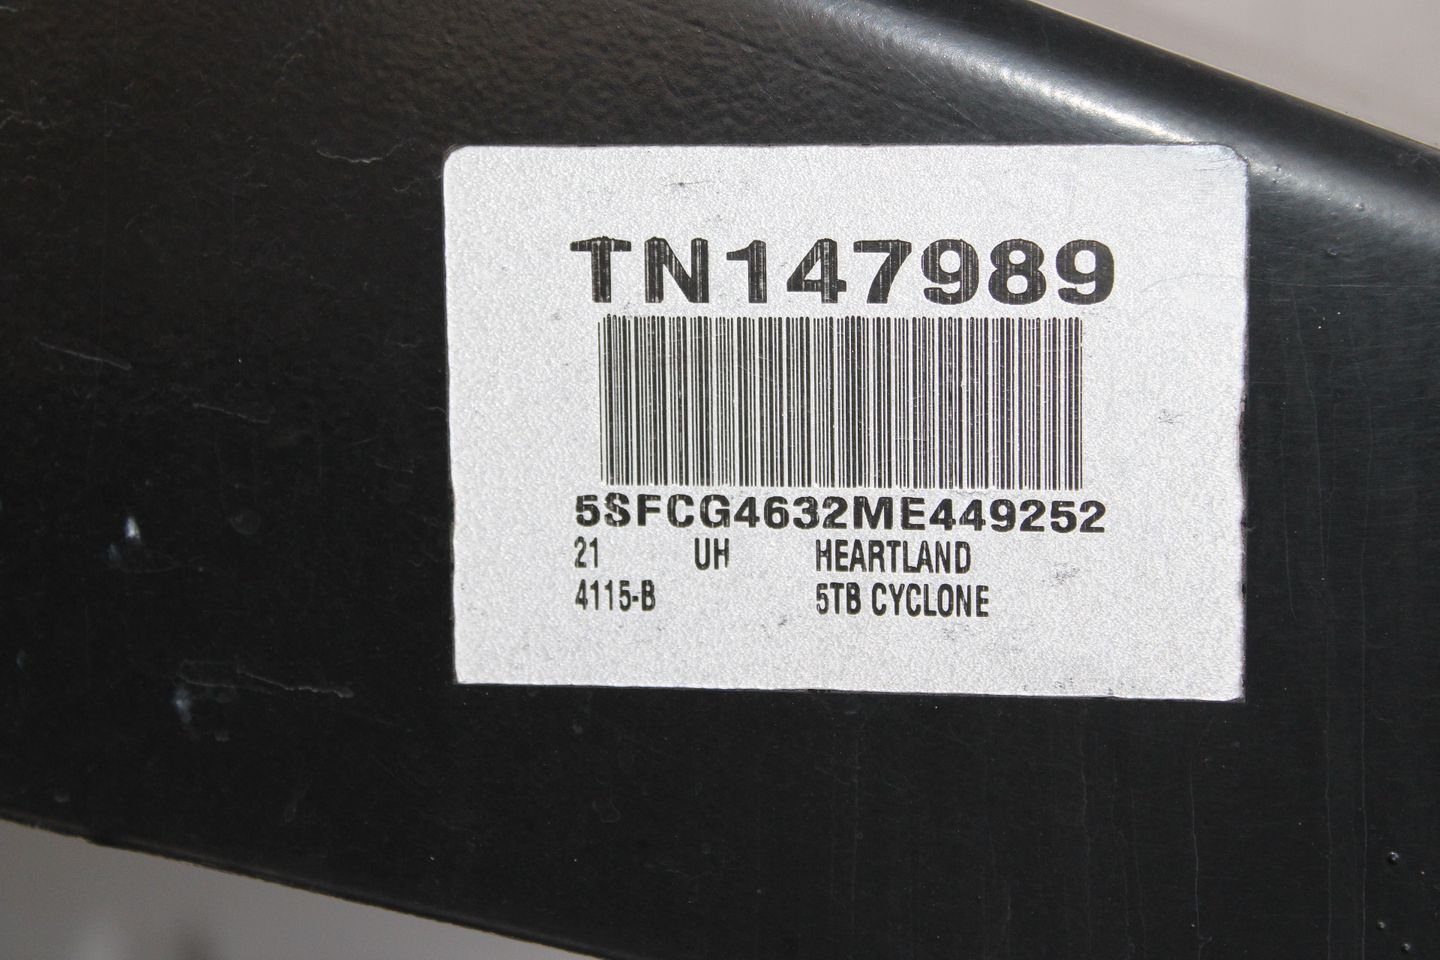 TN147989
5SFCG4632ME449252
21 UH HEARTLAND
4115-B 5TB CYCLONE